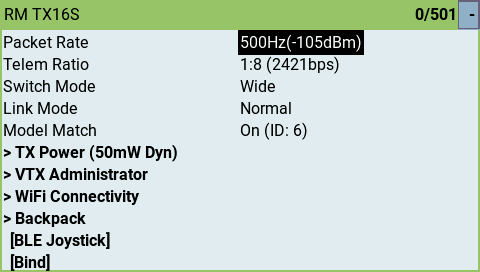 RM TX16S 0/501 -
Packet Rate 500Hz(-105dBm)
Telem Ratio 1:8 (2421bps)
Switch Mode Wide
Link Mode Normal
Model Match On (ID: 6)
> TX Power (50mW Dyn)
> VTX Administrator
> WiFi Connectivity
> Backpack
[BLE Joystick]
[Bind]